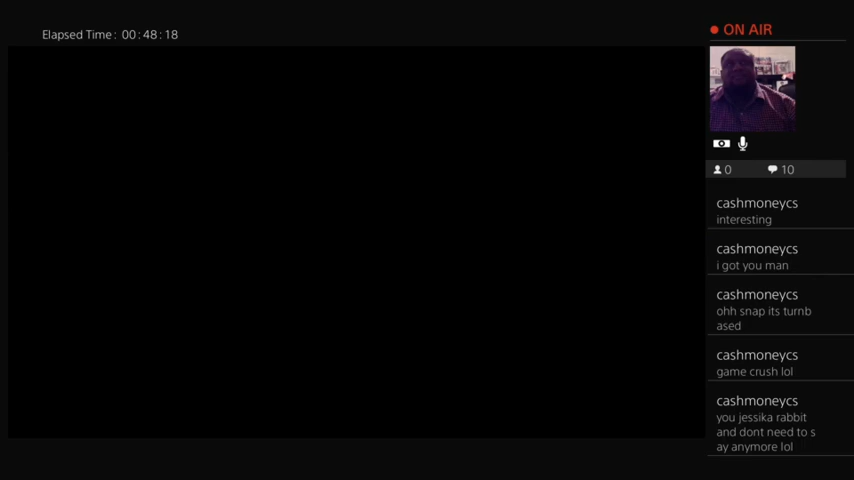 Elapsed Time: 00:48:18
ON AIR
0 10
cashmoneycs
interesting
cashmoneycs
i got you man
cashmoneycs
ohh snap its turnb
ased
cashmoneycs
game crush lol
cashmoneycs
you jessika rabbit
and dont need to s
ay anymore lol